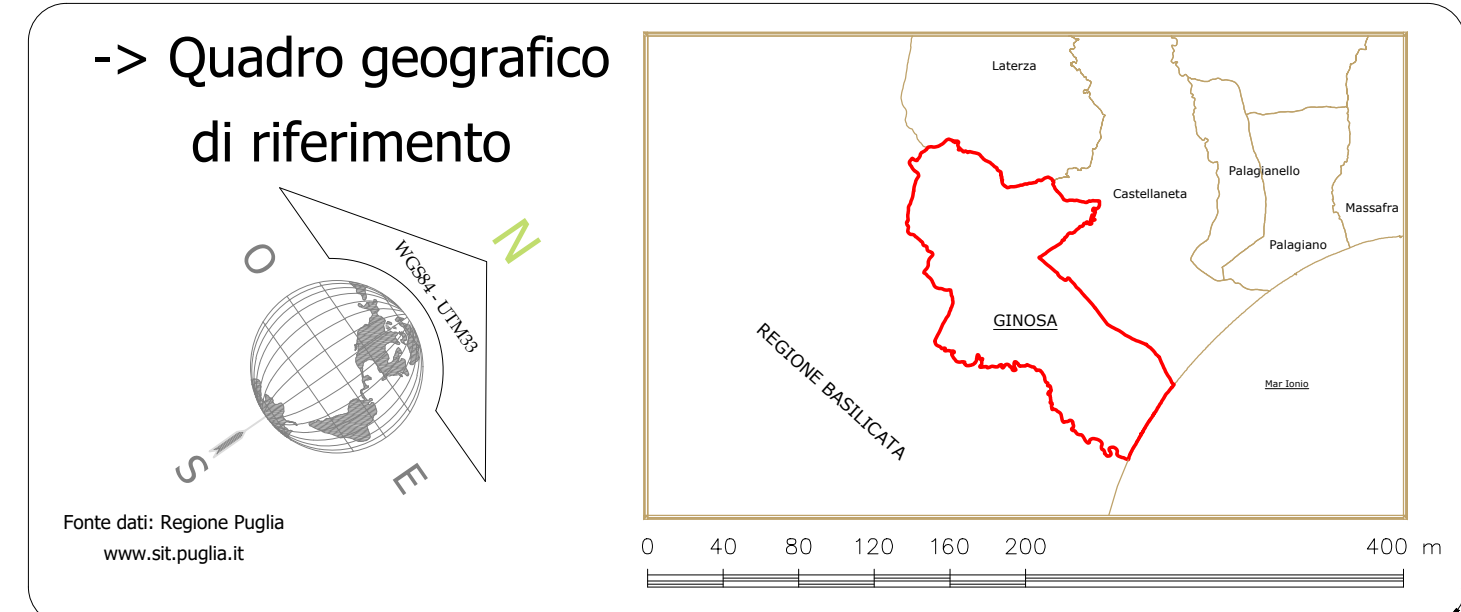 -> Quadro geografico
di riferimento
N
O
WGS84 - UTM33
S
E
Fonte dati: Regione Puglia
www.sit.puglia.it
Laterza
Palagianello
Castellaneta
Massafra
Palagiano
GINOSA
REGIONE BASILICATA
Mar Ionio
0 40 80 120 160 200 400 m